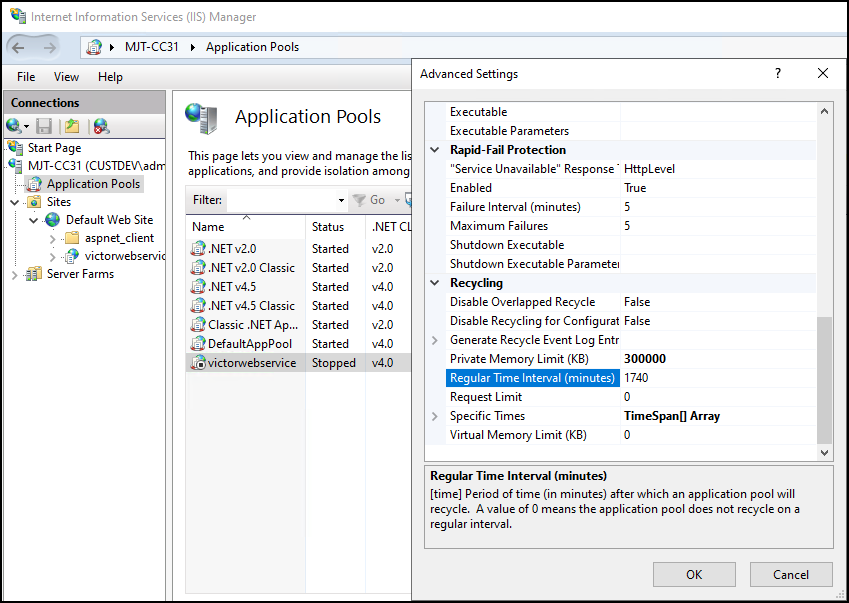 Internet Information Services (IIS) Manager
MJT-CC31 Application Pools
File View Help
Connections
Start Page
MJT-CC31 (CUSTDEV\adm
Application Pools
Sites
Default Web Site
aspnet_client
victorwebservic
Server Farms
Application Pools
This page lets you view and manage the lis
applications, and provide isolation among
Filter: Go
Name Status .NET CL
.NET v2.0 Started v2.0
.NET v2.0 Classic Started v2.0
.NET v4.5 Started v4.0
.NET v4.5 Classic Started v4.0
Classic .NET Ap... Started v2.0
DefaultAppPool Started v4.0
victorwebservice Stopped v4.0
Advanced Settings ?
Executable
Executable Parameters
Rapid-Fail Protection
"Service Unavailable" Response T HttpLevel
Enabled True
Failure Interval (minutes) 5
Maximum Failures 5
Shutdown Executable
Shutdown Executable Parameter
Recycling
Disable Overlapped Recycle False
Disable Recycling for Configurat False
Generate Recycle Event Log Entr
Private Memory Limit (KB) 300000
Regular Time Interval (minutes) 1740
Request Limit 0
Specific Times TimeSpan[] Array
Virtual Memory Limit (KB) 0
Regular Time Interval (minutes)
[time] Period of time (in minutes) after which an application pool will
recycle. A value of 0 means the application pool does not recycle on a
regular interval.
OK Cancel